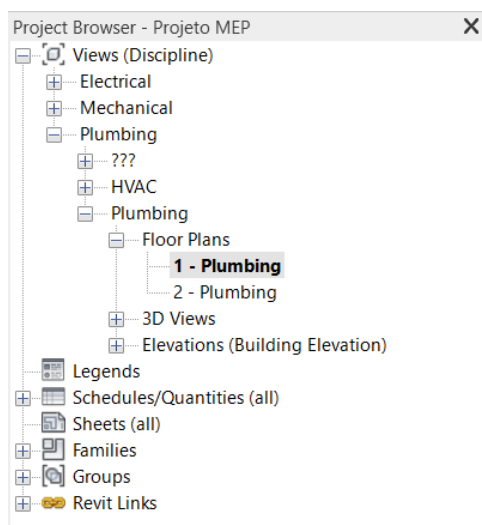 Project Browser - Projeto MEP
Views (Discipline)
Electrical
Mechanical
Plumbing
???
HVAC
Plumbing
Floor Plans
1 - Plumbing
2 - Plumbing
3D Views
Elevations (Building Elevation)
Legends
Schedules/Quantities (all)
Sheets (all)
Families
Groups
Revit Links